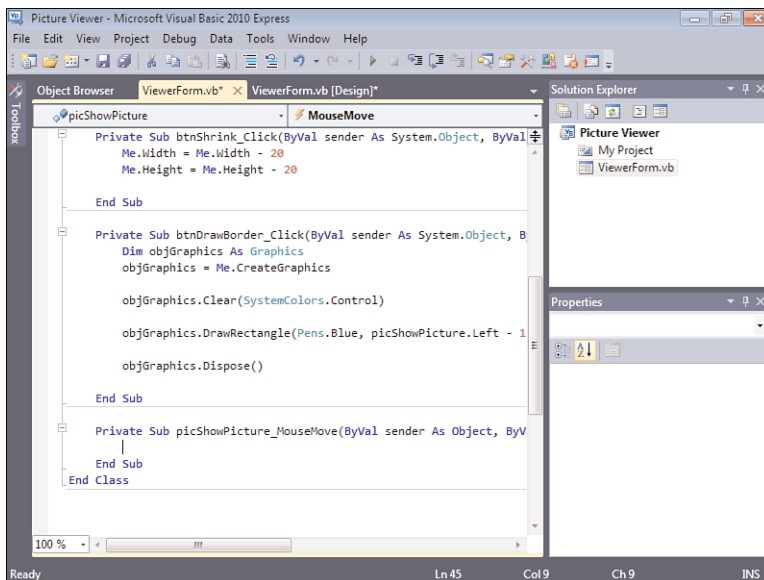 Picture Viewer - Microsoft Visual Basic 2010 Express
File Edit View Project Debug Data Tools Window Help
Object Browser ViewerForm.vb* ViewerForm.vb [Design]*
Solution Explorer
Toolbox
picShowPicture MouseMove
Picture Viewer
My Project
ViewerForm.vb
Private Sub btnShrink_Click(ByVal sender As System.Object, ByVal
Me.Width = Me.Width - 20
Me.Height = Me.Height - 20
End Sub
Private Sub btnDrawBorder_Click(ByVal sender As System.Object, B
Dim objGraphics As Graphics
objGraphics = Me.CreateGraphics
objGraphics.Clear(SystemColors.Control)
objGraphics.DrawRectangle(Pens.Blue, picShowPicture.Left - 1
objGraphics.Dispose()
End Sub
Private Sub picShowPicture_MouseMove(ByVal sender As Object, ByV
End Sub
End Class
Properties
100 %
Ready Ln 45 Col 9 Ch 9 INS